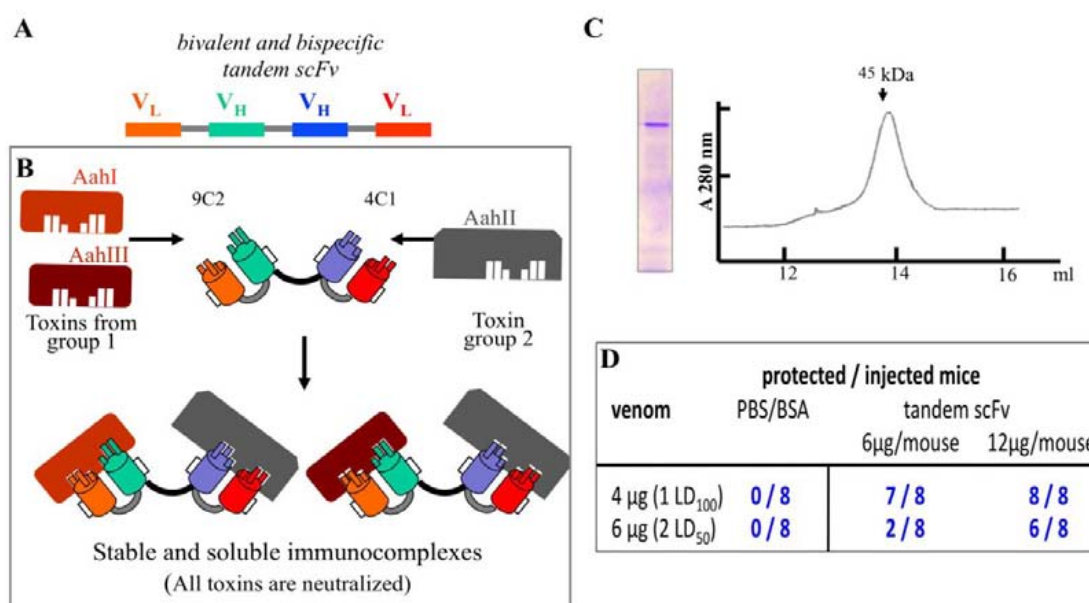 A
bivalent and bispecific
tandem scFv
VL VH VH VL
B
AahI
AahIII
Toxins from
group 1
9C2
4C1
AahII
Toxin
group 2
Stable and soluble immunocomplexes
(All toxins are neutralized)
C
45 kDa
A 280 nm
12 14 16 ml
D
protected / injected mice
venom PBS/BSA tandem scFv
6µg/mouse 12µg/mouse
4 µg (1 LD100) 0 / 8 7 / 8 8 / 8
6 µg (2 LD50) 0 / 8 2 / 8 6 / 8